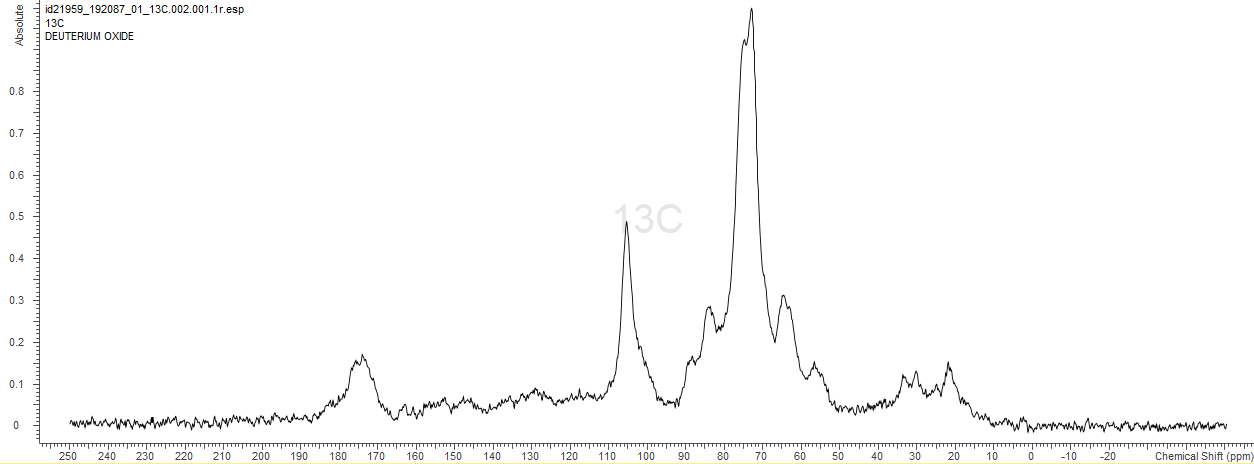 id21959_192087_01_13C.002.001.1r.esp
13C
DEUTERIUM OXIDE
Absolute
0.8
0.7
0.6
0.5
0.4
0.3
0.2
0.1
0
13C
250 240 230 220 210 200 190 180 170 160 150 140 130 120 110 100 90 80 70 60 50 40 30 20 10 0 -10 -20 Chemical Shift (ppm)